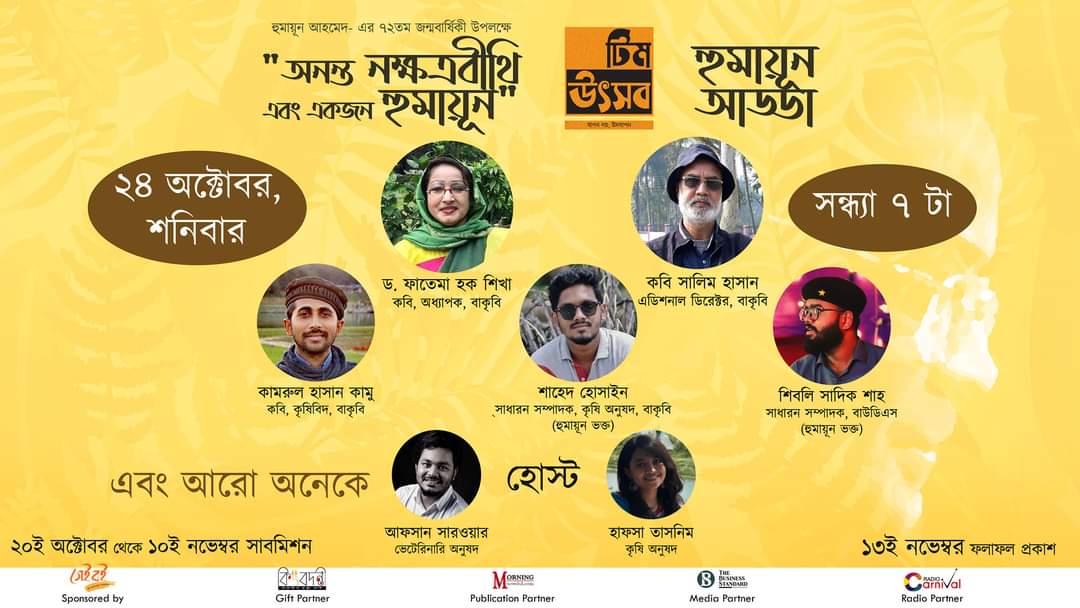 হুমায়ূন আহমেদ- এর ৭২তম জন্মবার্ষিকী উপলক্ষে
"অনন্ত নক্ষত্রবীথি
এবং একজন হুমায়ূন"
টিম
উৎসব
হুমায়ূন
আড্ডা
২৪ অক্টোবর,
শনিবার
সন্ধ্যা ৭ টা
ড. ফাতেমা হক শিখা
কবি, অধ্যাপক, বাকৃবি
কবি সালিম হাসান
এডিশনাল ডিরেক্টর, বাকৃবি
কামরুল হাসান কামু
কবি, কৃষিবিদ, বাকৃবি
শাহেদ হোসাইন
সাধারন সম্পাদক, কৃষি অনুষদ, বাকৃবি
(হুমায়ূন ভক্ত)
শিবলি সাদিক শাহ
সাধারন সম্পাদক, বাউডিএস
(হুমায়ূন ভক্ত)
এবং আরো অনেকে
হোস্ট
আফসান সারওয়ার
ভেটেরিনারি অনুষদ
হাফসা তাসনিম
কৃষি অনুষদ
২০ই অক্টোবর থেকে ১০ই নভেম্বর সাবমিশন
১৩ই নভেম্বর ফলাফল প্রকাশ
সেইবই
Sponsored by
Gift Partner
MORNING
Publication Partner
THE
BUSINESS
STANDARD
Media Partner
RADIO
Carnival
Radio Partner